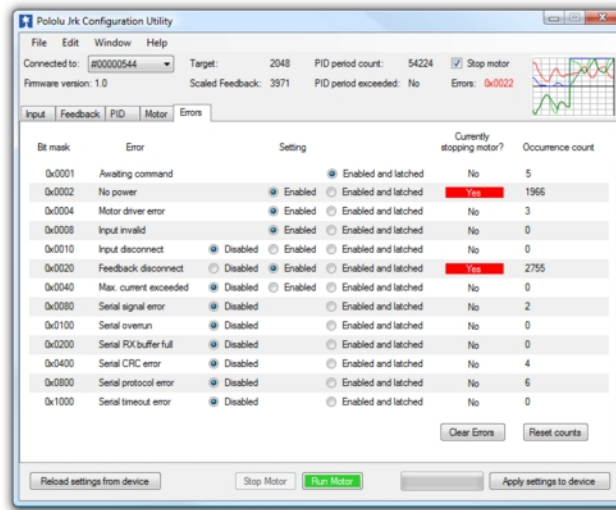 Pololu Jrk Configuration Utility
File Edit Window Help
Connected to: #00000544 Target: 2048 PID period count: 54224 Stop motor
Firmware version: 1.0 Scaled Feedback: 3971 PID period exceeded: No Errors: 0x0022
Input Feedback PID Motor Errors
Bit mask Error Setting Currently stopping motor? Occurrence count
0x0001 Awaiting command Enabled and latched No 5
0x0002 No power Enabled Enabled and latched Yes 1966
0x0004 Motor driver error Enabled Enabled and latched No 3
0x0008 Input invalid Enabled Enabled and latched No 0
0x0010 Input disconnect Disabled Enabled Enabled and latched No 0
0x0020 Feedback disconnect Disabled Enabled Enabled and latched Yes 2755
0x0040 Max. current exceeded Disabled Enabled Enabled and latched No 0
0x0080 Serial signal error Disabled Enabled and latched No 2
0x0100 Serial overrun Disabled Enabled and latched No 0
0x0200 Serial RX buffer full Disabled Enabled and latched No 0
0x0400 Serial CRC error Disabled Enabled and latched No 4
0x0800 Serial protocol error Disabled Enabled and latched No 6
0x1000 Serial timeout error Disabled Enabled and latched No 0
Clear Errors Reset counts
Reload settings from device Stop Motor Run Motor Apply settings to device